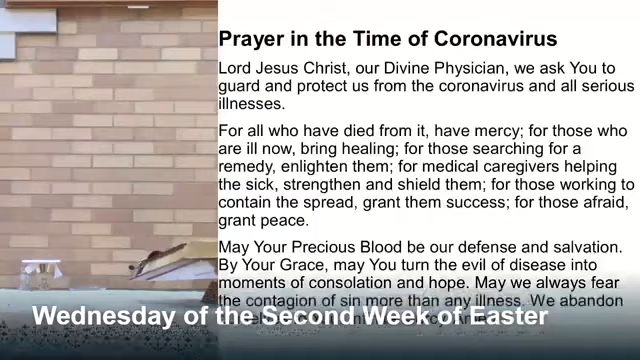 Prayer in the Time of Coronavirus
Lord Jesus Christ, our Divine Physician, we ask You to
guard and protect us from the coronavirus and all serious
illnesses.
For all who have died from it, have mercy; for those who
are ill now, bring healing; for those searching for a
remedy, enlighten them; for medical caregivers helping
the sick, strengthen and shield them; for those working to
contain the spread, grant them success; for those afraid,
grant peace.
May Your Precious Blood be our defense and salvation.
By Your Grace, may You turn the evil of disease into
moments of consolation and hope. May we always fear
the contagion of sin more than any illness. We abandon
Wednesday of the Second Week of Easter